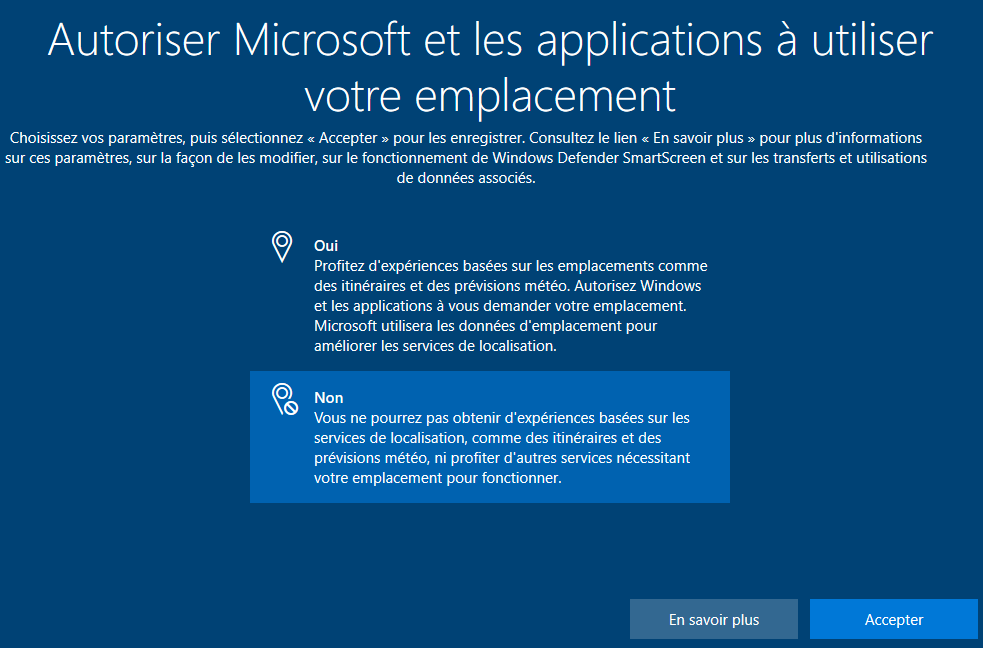 Autoriser Microsoft et les applications à utiliser
votre emplacement
Choisissez vos paramètres, puis sélectionnez « Accepter » pour les enregistrer. Consultez le lien « En savoir plus » pour plus d'informations
sur ces paramètres, sur la façon de les modifier, sur le fonctionnement de Windows Defender SmartScreen et sur les transferts et utilisations
de données associés.
Oui
Profitez d'expériences basées sur les emplacements comme
des itinéraires et des prévisions météo. Autorisez Windows
et les applications à vous demander votre emplacement.
Microsoft utilisera les données d'emplacement pour
améliorer les services de localisation.
Non
Vous ne pourrez pas obtenir d'expériences basées sur les
services de localisation, comme des itinéraires et des
prévisions météo, ni profiter d'autres services nécessitant
votre emplacement pour fonctionner.
En savoir plus
Accepter